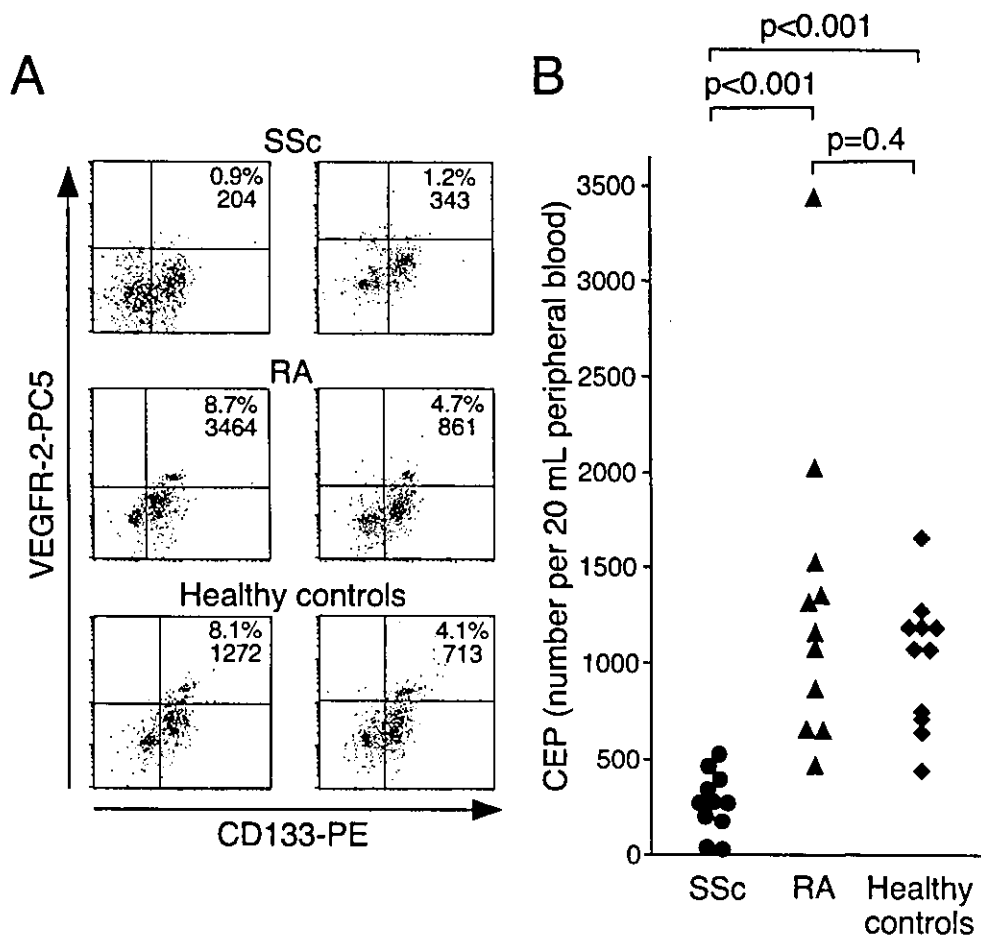 A
SSc
0.9%
204
1.2%
343
RA
8.7%
3464
4.7%
861
Healthy controls
8.1%
1272
4.1%
713
VEGFR-2-PC5
CD133-PE
B
p<0.001
p<0.001
p=0.4
CEP (number per 20 mL peripheral blood)
3500
3000
2500
2000
1500
1000
500
0
SSc
RA
Healthy
controls